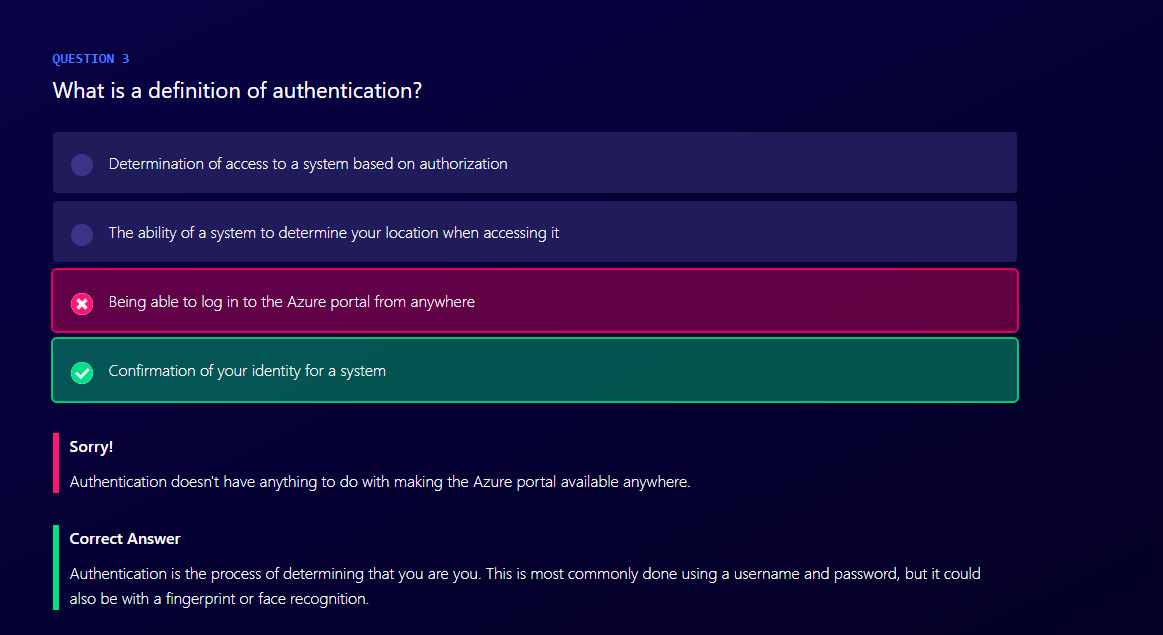 QUESTION 3
What is a definition of authentication?
Determination of access to a system based on authorization
The ability of a system to determine your location when accessing it
Being able to log in to the Azure portal from anywhere
Confirmation of your identity for a system
Sorry!
Authentication doesn't have anything to do with making the Azure portal available anywhere.
Correct Answer
Authentication is the process of determining that you are you. This is most commonly done using a username and password, but it could
also be with a fingerprint or face recognition.